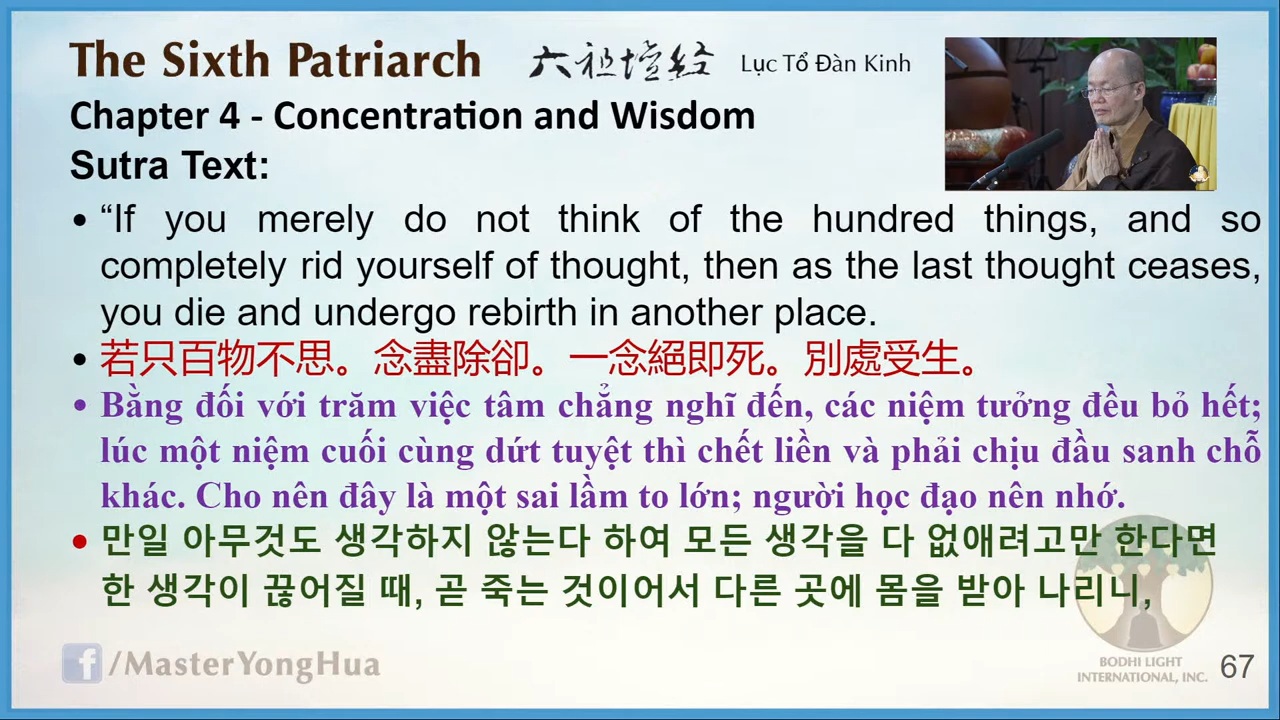 The Sixth Patriarch 六祖壇經 Lục Tổ Đàn Kinh
Chapter 4 - Concentration and Wisdom
Sutra Text:
• “If you merely do not think of the hundred things, and so
completely rid yourself of thought, then as the last thought ceases,
you die and undergo rebirth in another place.
• 若只百物不思。念盡除卻。一念絕即死。別處受生。
• Bằng đối với trăm việc tâm chẳng nghĩ đến, các niệm tưởng đều bỏ hết;
lúc một niệm cuối cùng dứt tuyệt thì chết liền và phải chịu đầu sanh chỗ
khác. Cho nên đây là một sai lầm to lớn; người học đạo nên nhớ.
• 만일 아무것도 생각하지 않는다 하여 모든 생각을 다 없애려고만 한다면
한 생각이 끊어질 때, 곧 죽는 것이어서 다른 곳에 몸을 받아 나리니,
f/MasterYongHua
BODHI LIGHT
INTERNATIONAL, INC.
67